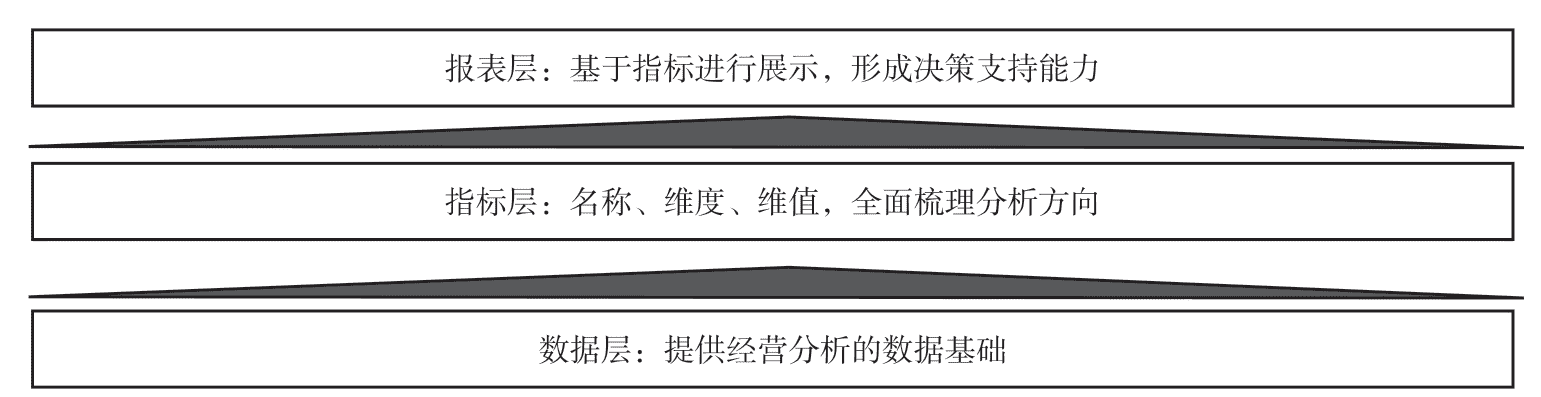 报表层：基于指标进行展示，形成决策支持能力
指标层：名称、维度、维值，全面梳理分析方向
数据层：提供经营分析的数据基础